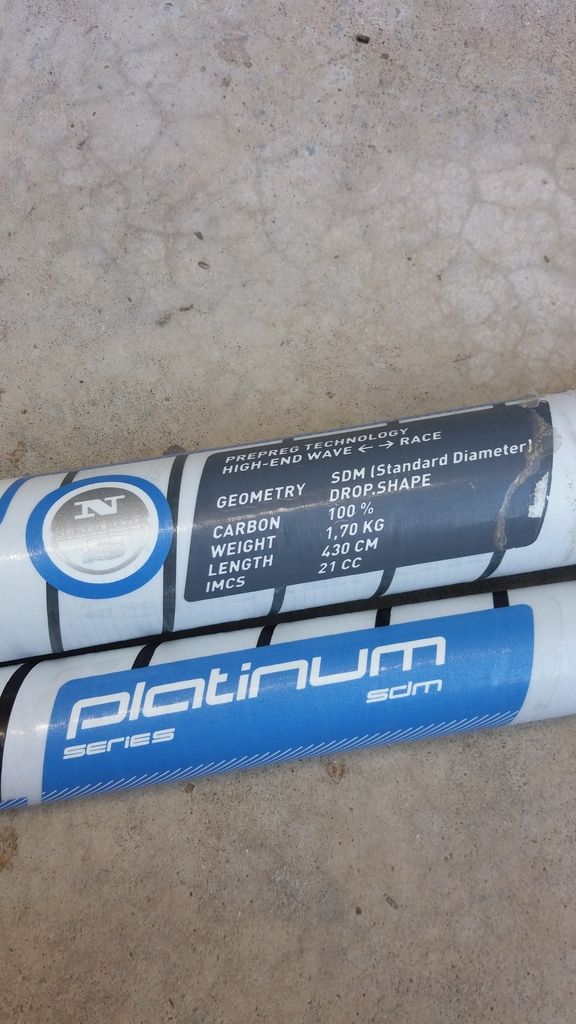 PREPREG TECHNOLOGY
HIGH-END WAVE ←→ RACE
GEOMETRY SDM (Standard Diameter)
DROP.SHAPE
CARBON 100 %
WEIGHT 1,70 KG
LENGTH 430 CM
IMCS 21 CC
N
platinum
series sdm